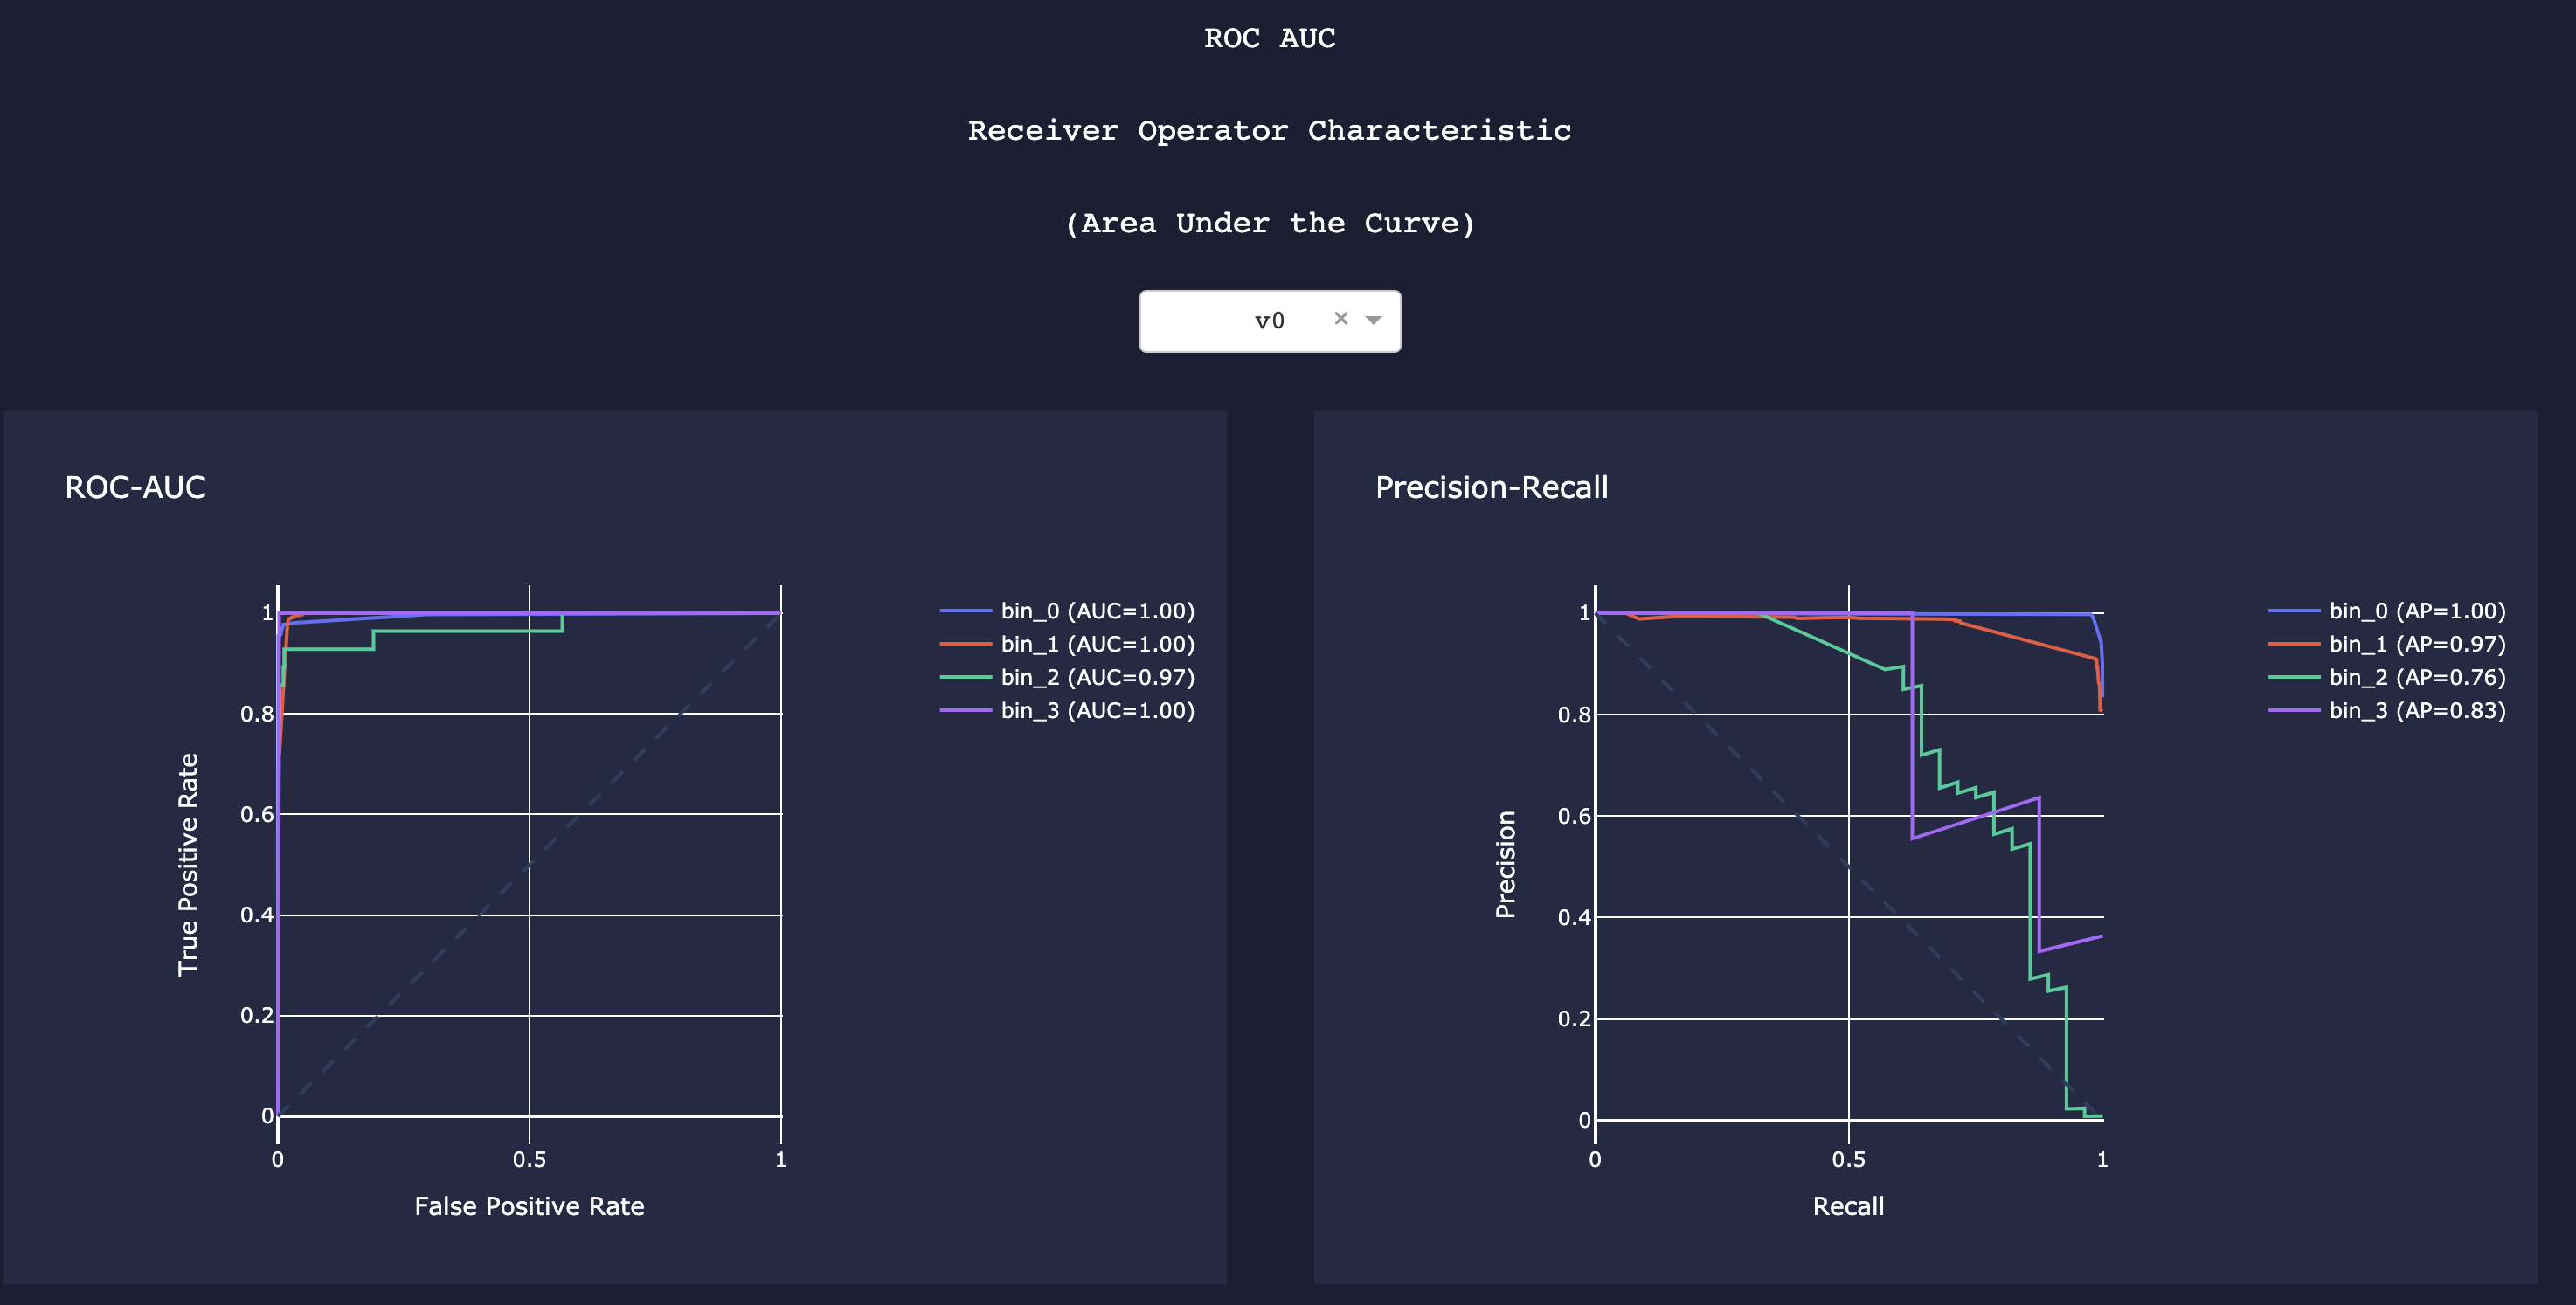 ROC AUC
Receiver Operator Characteristic
(Area Under the Curve)
v0
ROC-AUC
bin_0 (AUC=1.00)
bin_1 (AUC=1.00)
bin_2 (AUC=0.97)
bin_3 (AUC=1.00)
1
0.8
0.6
0.4
0.2
0
True Positive Rate
0 0.5 1
False Positive Rate
Precision-Recall
bin_0 (AP=1.00)
bin_1 (AP=0.97)
bin_2 (AP=0.76)
bin_3 (AP=0.83)
1
0.8
0.6
0.4
0.2
0
Precision
0 0.5 1
Recall